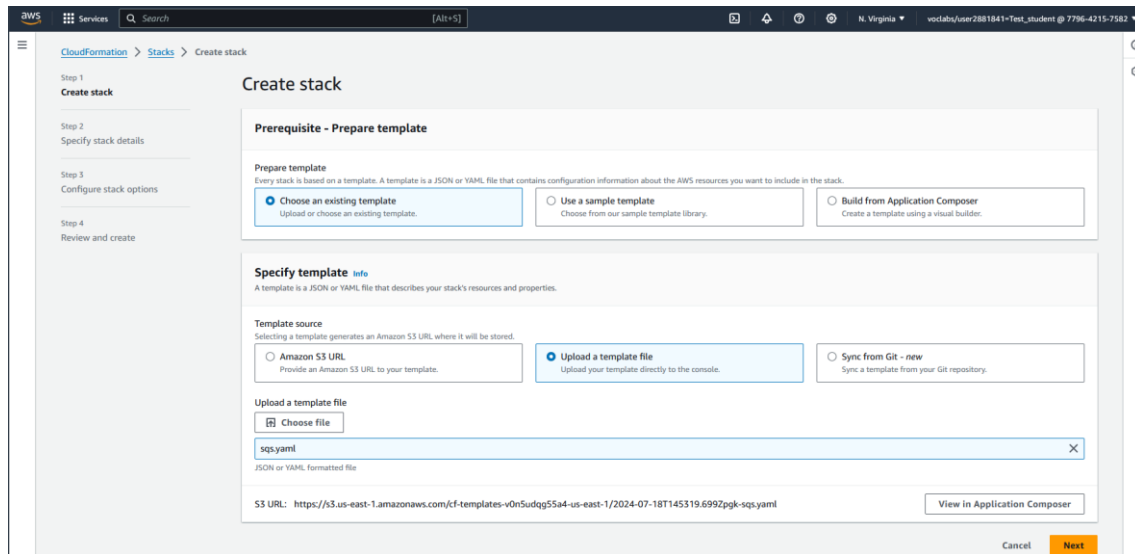 aws Services Search [Alt+S] N. Virginia voclabs/user2881841=Test_student @ 7796-4215-7582
CloudFormation > Stacks > Create stack
Step 1
Create stack
Step 2
Specify stack details
Step 3
Configure stack options
Step 4
Review and create
Create stack
Prerequisite - Prepare template
Prepare template
Every stack is based on a template. A template is a JSON or YAML file that contains configuration information about the AWS resources you want to include in the stack.
Choose an existing template
Upload or choose an existing template.
Use a sample template
Choose from our sample template library.
Build from Application Composer
Create a template using a visual builder.
Specify template Info
A template is a JSON or YAML file that describes your stack's resources and properties.
Template source
Selecting a template generates an Amazon S3 URL where it will be stored.
Amazon S3 URL
Provide an Amazon S3 URL to your template.
Upload a template file
Upload your template directly to the console.
Sync from Git - new
Sync a template from your Git repository.
Upload a template file
Choose file
sqs.yaml
JSON or YAML formatted file
S3 URL: https://s3.us-east-1.amazonaws.com/cf-templates-v0n5udqg55a4-us-east-1/2024-07-18T145319.699Zpgk-sqs.yaml
View in Application Composer
Cancel Next